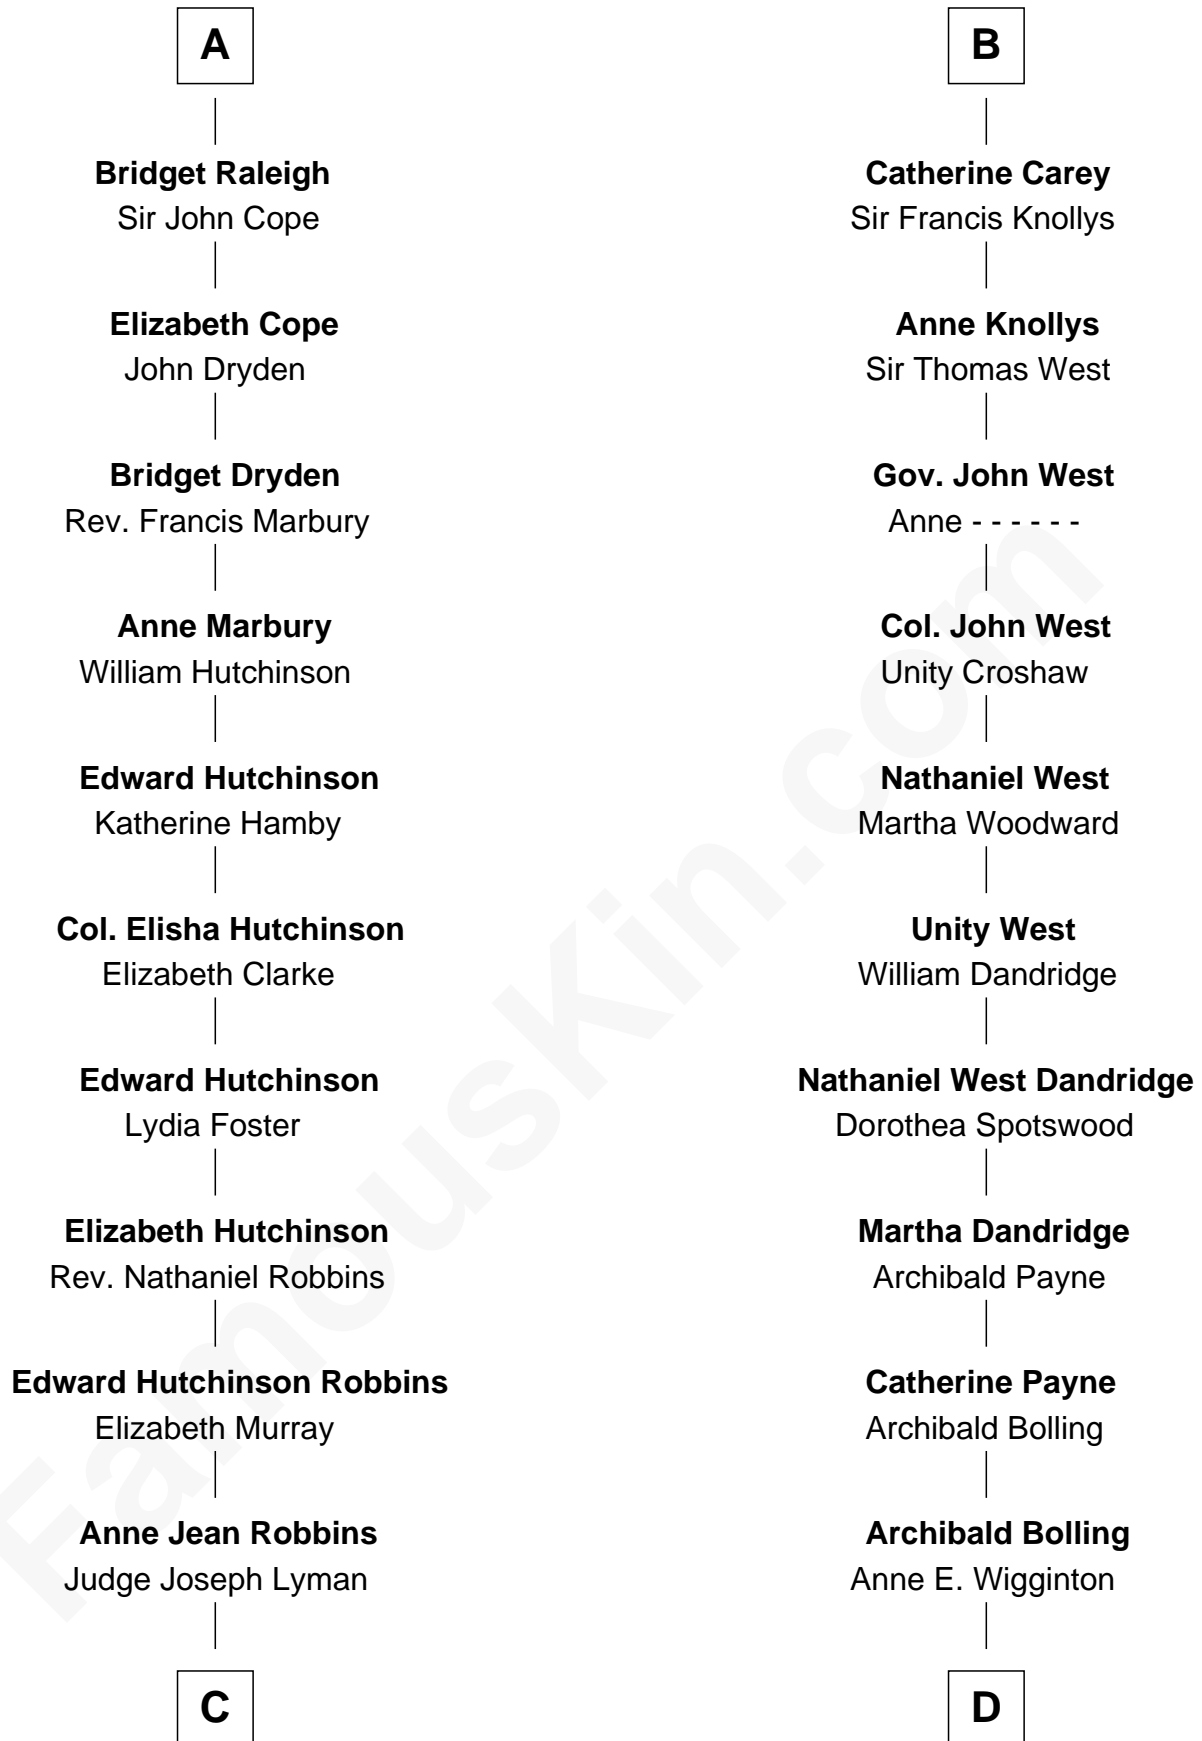 A
Bridget Raleigh
Sir John Cope
Elizabeth Cope
John Dryden
Bridget Dryden
Rev. Francis Marbury
Anne Marbury
William Hutchinson
Edward Hutchinson
Katherine Hamby
Col. Elisha Hutchinson
Elizabeth Clarke
Edward Hutchinson
Lydia Foster
Elizabeth Hutchinson
Rev. Nathaniel Robbins
Edward Hutchinson Robbins
Elizabeth Murray
Anne Jean Robbins
Judge Joseph Lyman
C
B
Catherine Carey
Sir Francis Knollys
Anne Knollys
Sir Thomas West
Gov. John West
Anne - - - - - -
Col. John West
Unity Croshaw
Nathaniel West
Martha Woodward
Unity West
William Dandridge
Nathaniel West Dandridge
Dorothea Spotswood
Martha Dandridge
Archibald Payne
Catherine Payne
Archibald Bolling
Archibald Bolling
Anne E. Wigginton
D
FamousKin.com